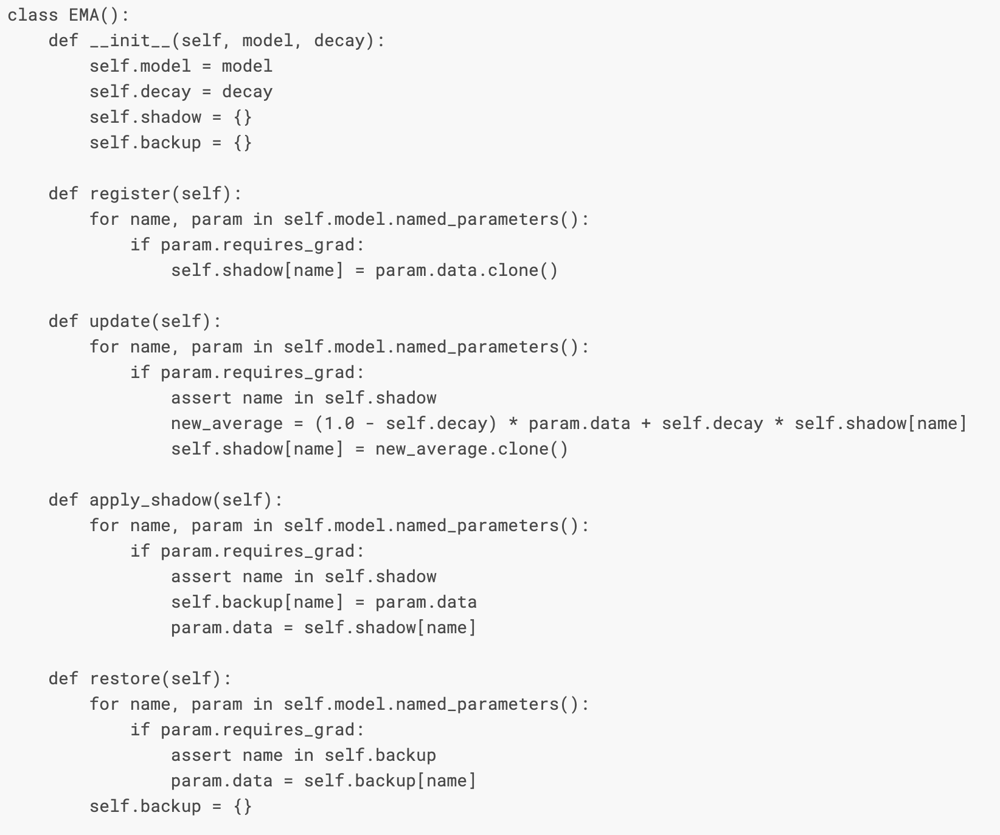 class EMA():
    def __init__(self, model, decay):
        self.model = model
        self.decay = decay
        self.shadow = {}
        self.backup = {}

    def register(self):
        for name, param in self.model.named_parameters():
            if param.requires_grad:
                self.shadow[name] = param.data.clone()

    def update(self):
        for name, param in self.model.named_parameters():
            if param.requires_grad:
                assert name in self.shadow
                new_average = (1.0 - self.decay) * param.data + self.decay * self.shadow[name]
                self.shadow[name] = new_average.clone()

    def apply_shadow(self):
        for name, param in self.model.named_parameters():
            if param.requires_grad:
                assert name in self.shadow
                self.backup[name] = param.data
                param.data = self.shadow[name]

    def restore(self):
        for name, param in self.model.named_parameters():
            if param.requires_grad:
                assert name in self.backup
                param.data = self.backup[name]
        self.backup = {}